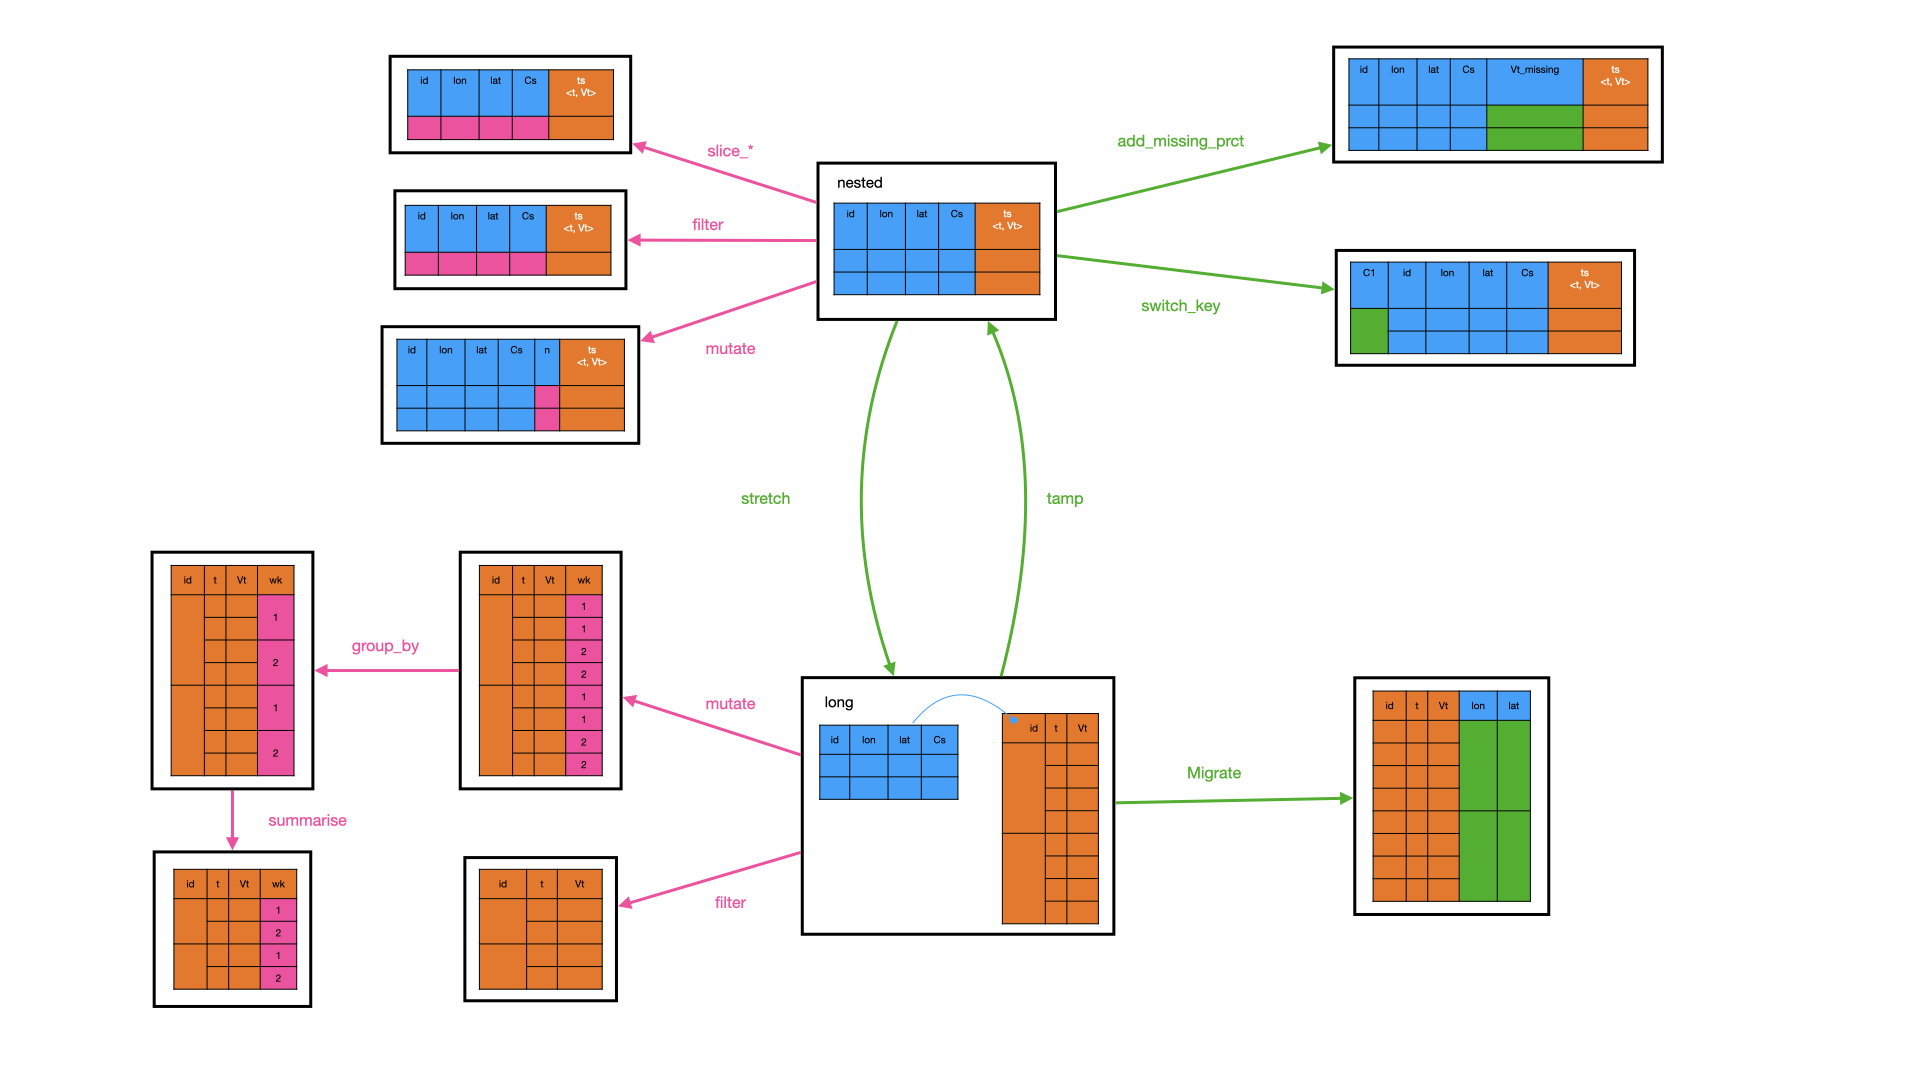 id lon lat Cs ts
<t, Vt>
slice_*
id lon lat Cs ts
<t, Vt>
filter
id lon lat Cs n ts
<t, Vt>
mutate
nested
id lon lat Cs ts
<t, Vt>
add_missing_prct
id lon lat Cs Vt_missing ts
<t, Vt>
switch_key
C1 id lon lat Cs ts
<t, Vt>
stretch
tamp
id t Vt wk
1
2
1
2
group_by
id t Vt wk
1
1
2
2
1
1
2
2
mutate
long
id lon lat Cs
id t Vt
Migrate
id t Vt lon lat
summarise
id t Vt wk
1
2
1
2
id t Vt
filter